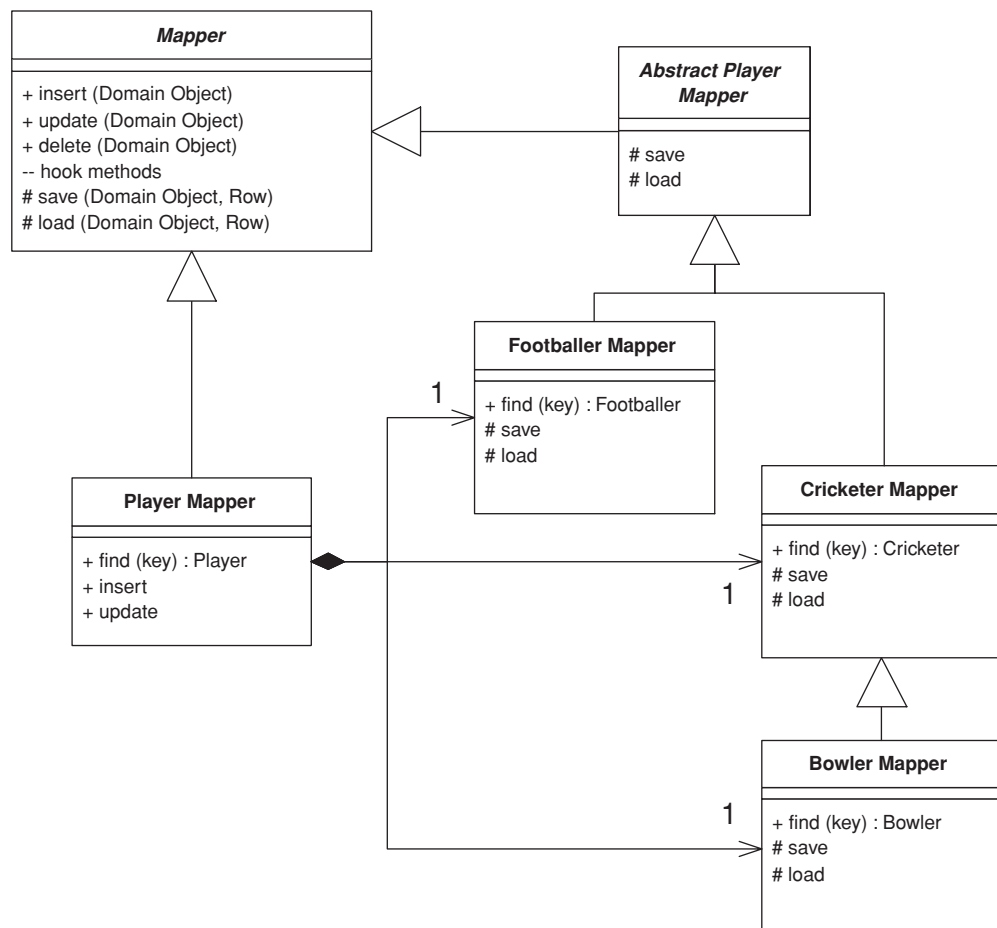 Mapper
+ insert (Domain Object)
+ update (Domain Object)
+ delete (Domain Object)
-- hook methods
# save (Domain Object, Row)
# load (Domain Object, Row)
Abstract Player
Mapper
# save
# load
Footballer Mapper
+ find (key) : Footballer
# save
# load
1
Player Mapper
+ find (key) : Player
+ insert
+ update
Cricketer Mapper
+ find (key) : Cricketer
# save
# load
1
Bowler Mapper
+ find (key) : Bowler
# save
# load
1